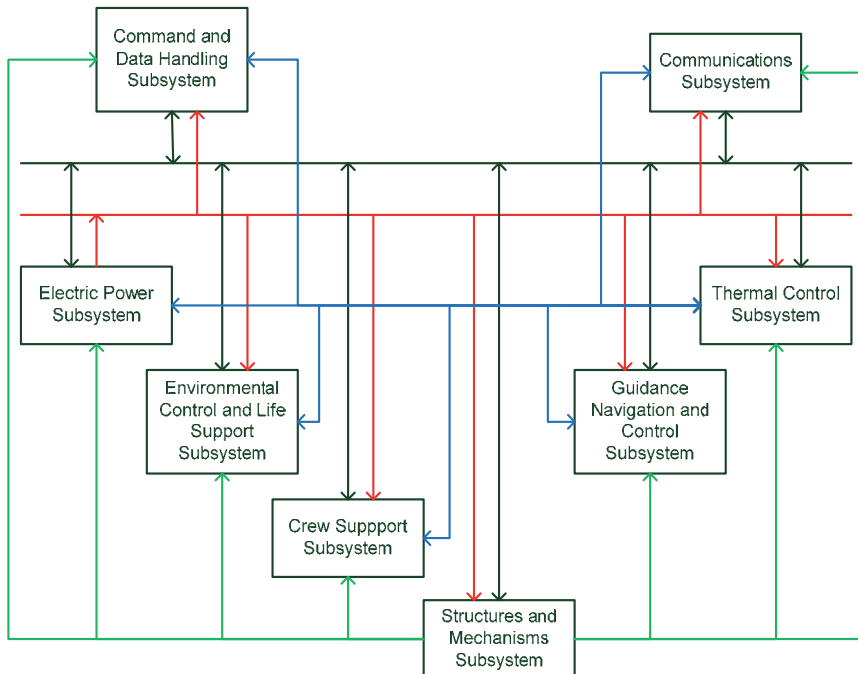 Command and
Data Handling
Subsystem
Communications
Subsystem
Electric Power
Subsystem
Thermal Control
Subsystem
Environmental
Control and Life
Support
Subsystem
Guidance
Navigation and
Control
Subsystem
Crew Suppport
Subsystem
Structures and
Mechanisms
Subsystem